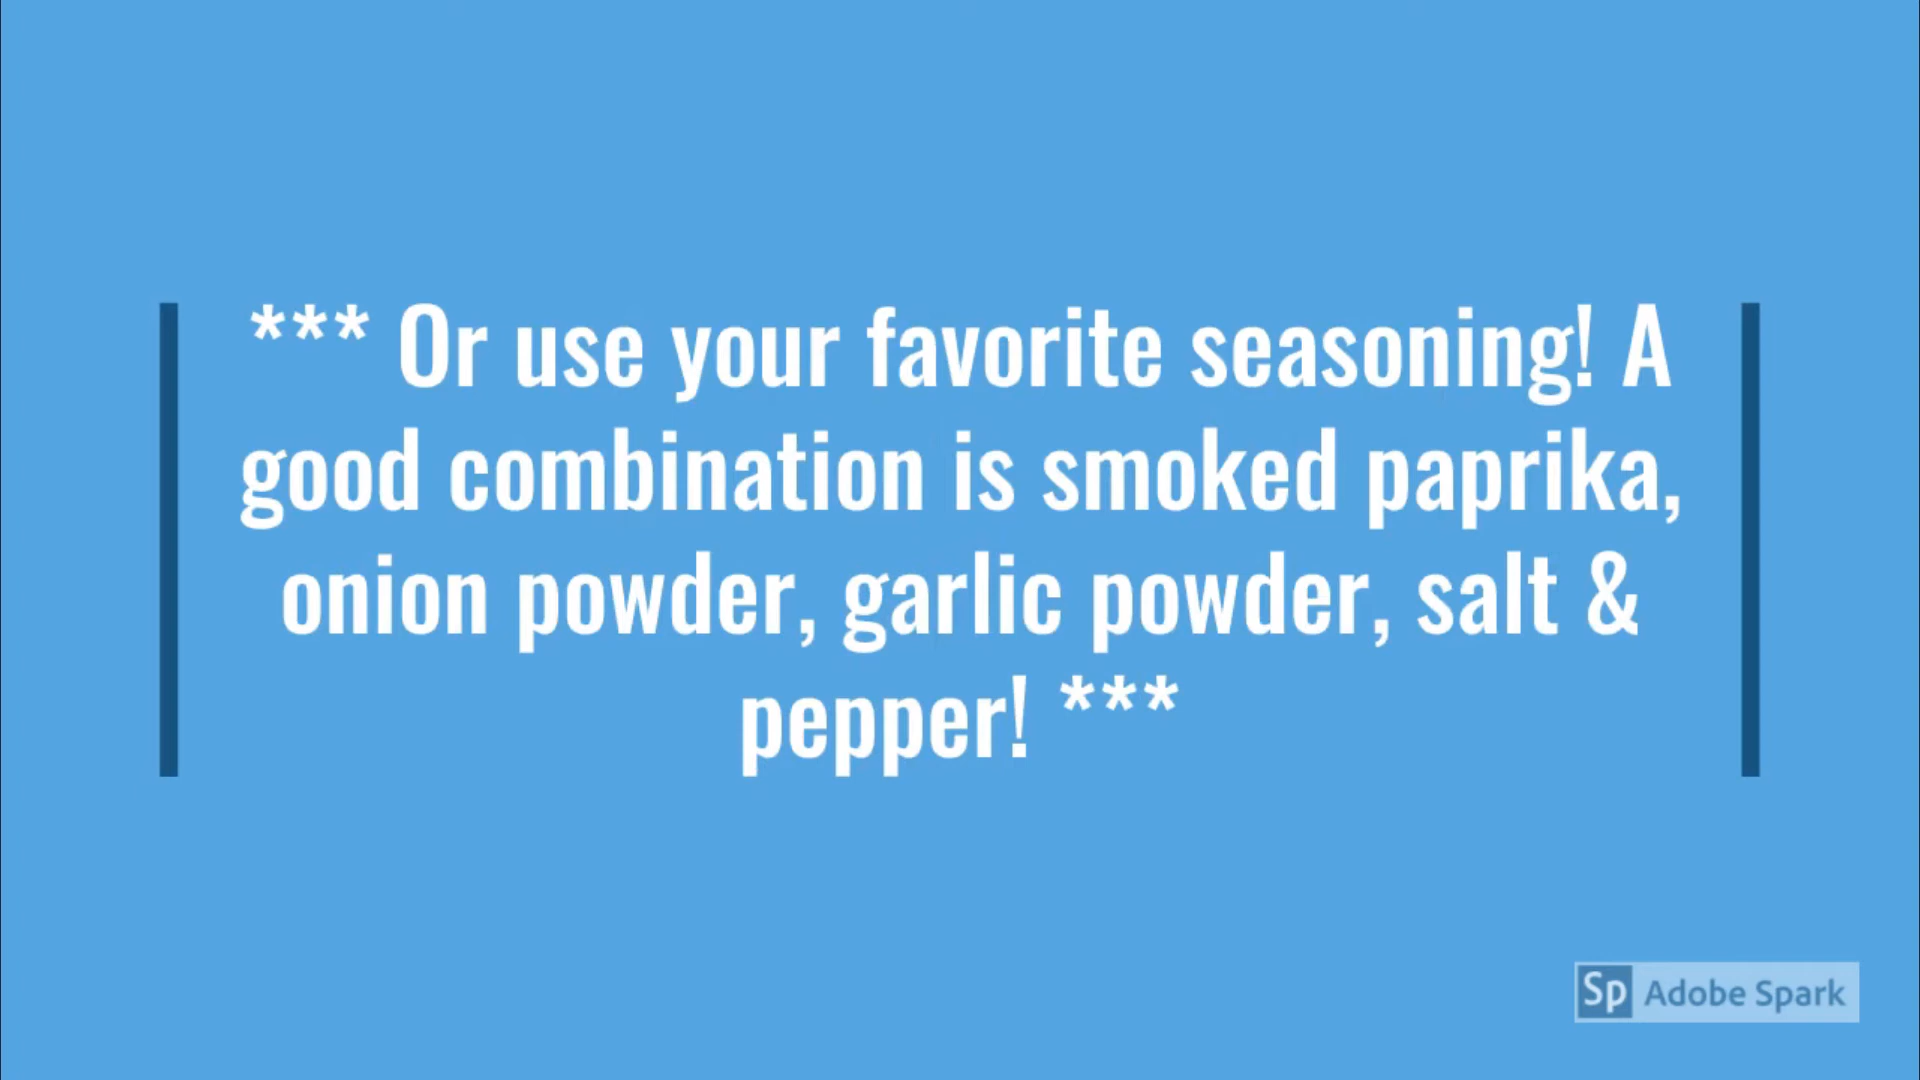 *** Or use your favorite seasoning! A
good combination is smoked paprika,
onion powder, garlic powder, salt &
pepper! ***
Sp Adobe Spark